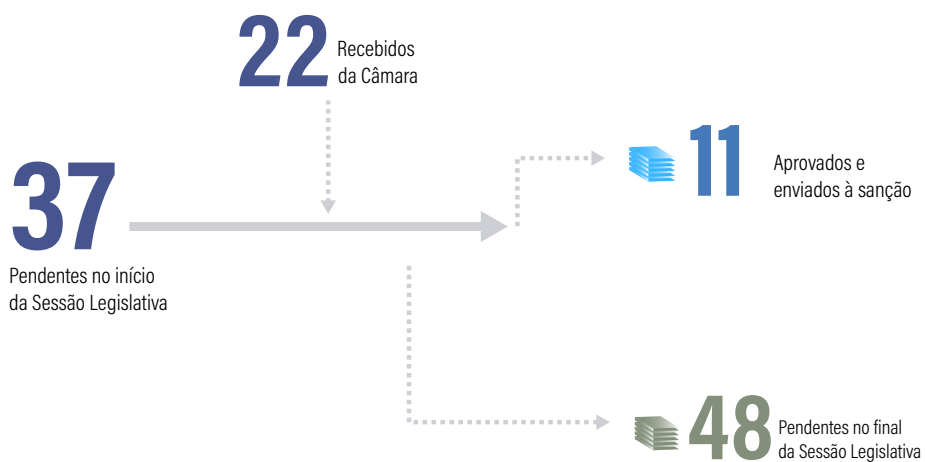 22
Recebidos
da Câmara
37
Pendentes no início
da Sessão Legislativa
11
Aprovados e
enviados à sanção
48
Pendentes no final
da Sessão Legislativa